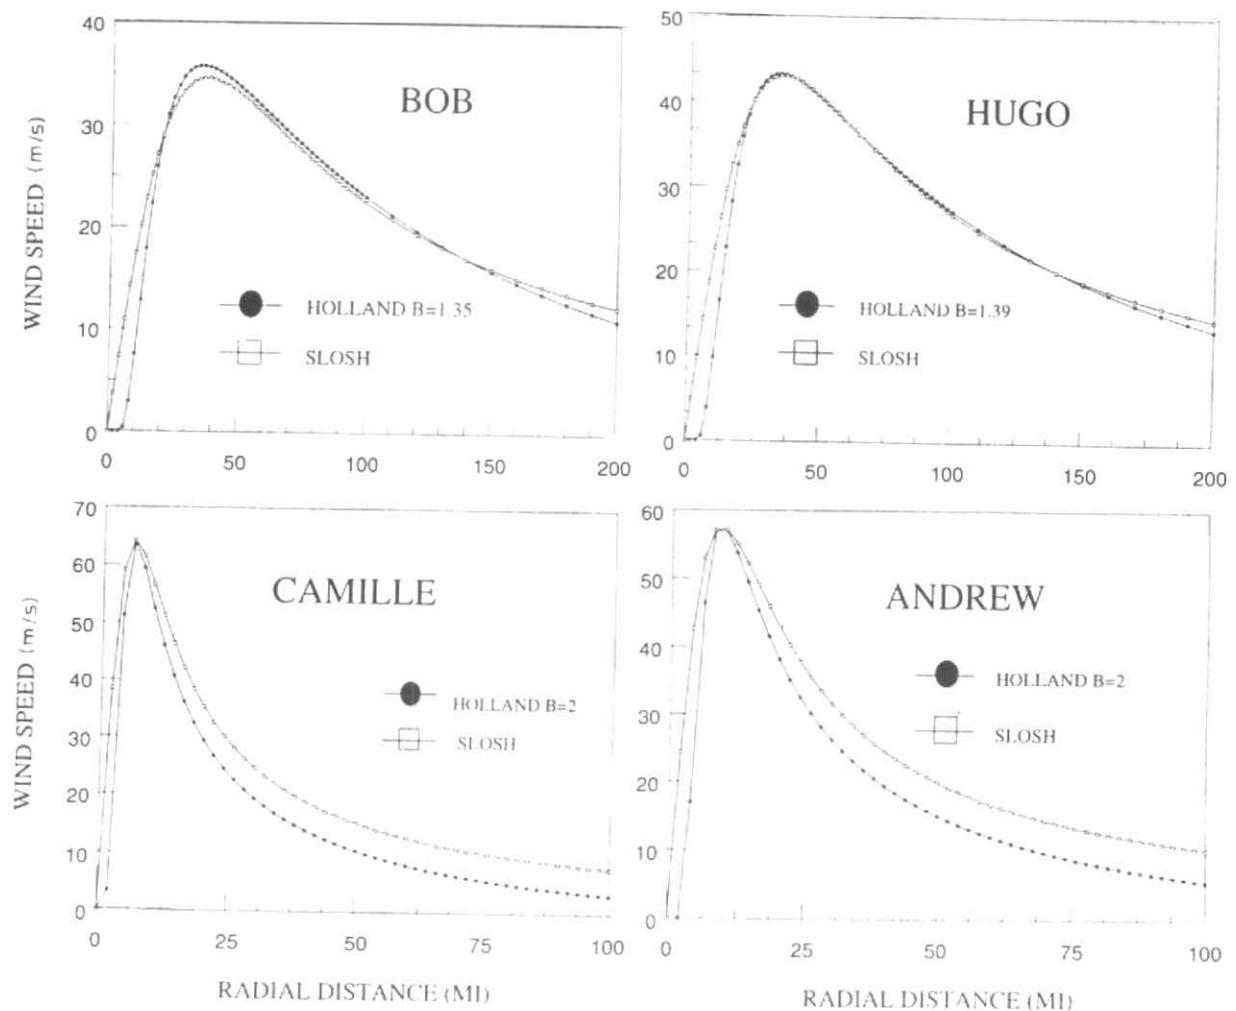 40
30
20
10
0
WIND SPEED (m/s)
BOB
HOLLAND B=1.35
SLOSH
0 50 100 150 200
50
40
30
20
10
0
HUGO
HOLLAND B=1.39
SLOSH
0 50 100 150 200
70
60
50
40
30
20
10
0
WIND SPEED (m/s)
CAMILLE
HOLLAND B=2
SLOSH
0 25 50 75 100
RADIAL DISTANCE (MI)
60
50
40
30
20
10
0
ANDREW
HOLLAND B=2
SLOSH
0 25 50 75 100
RADIAL DISTANCE (MI)